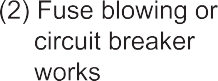 (2) Fuse blowing or
circuit breaker
works